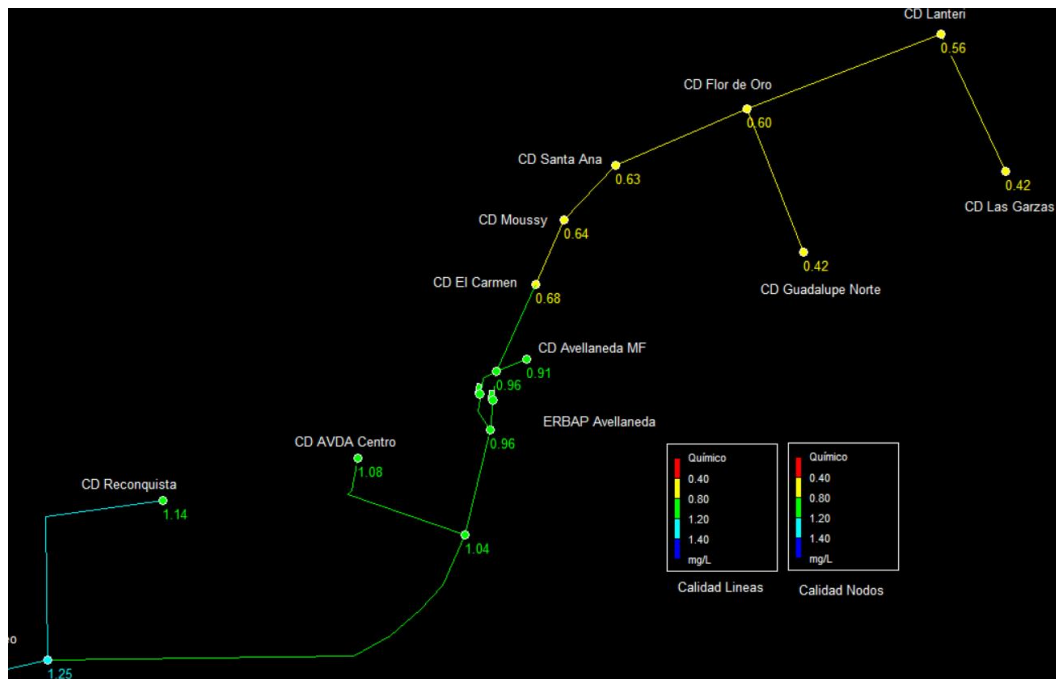 CD Lanteri
0.56
CD Flor de Oro
0.60
CD Santa Ana
0.63
0.42
CD Las Garzas
CD Moussy
0.64
0.42
CD Guadalupe Norte
CD El Carmen
0.68
CD Avellaneda MF
0.91
0.96
ERBAP Avellaneda
0.96
CD AVDA Centro
1.08
CD Reconquista
1.14
1.04
1.25
Químico
0.40
0.80
1.20
1.40
mg/L
Calidad Lineas
Químico
0.40
0.80
1.20
1.40
mg/L
Calidad Nodos